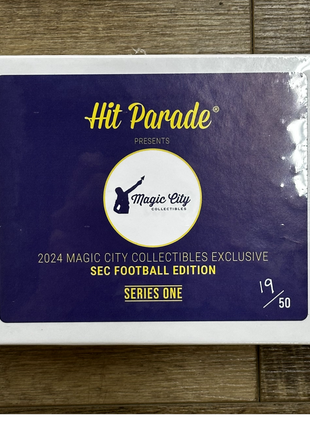 Hit Parade®
PRESENTS
Magic City
COLLECTIBLES
2024 MAGIC CITY COLLECTIBLES EXCLUSIVE
SEC FOOTBALL EDITION
SERIES ONE
19/50